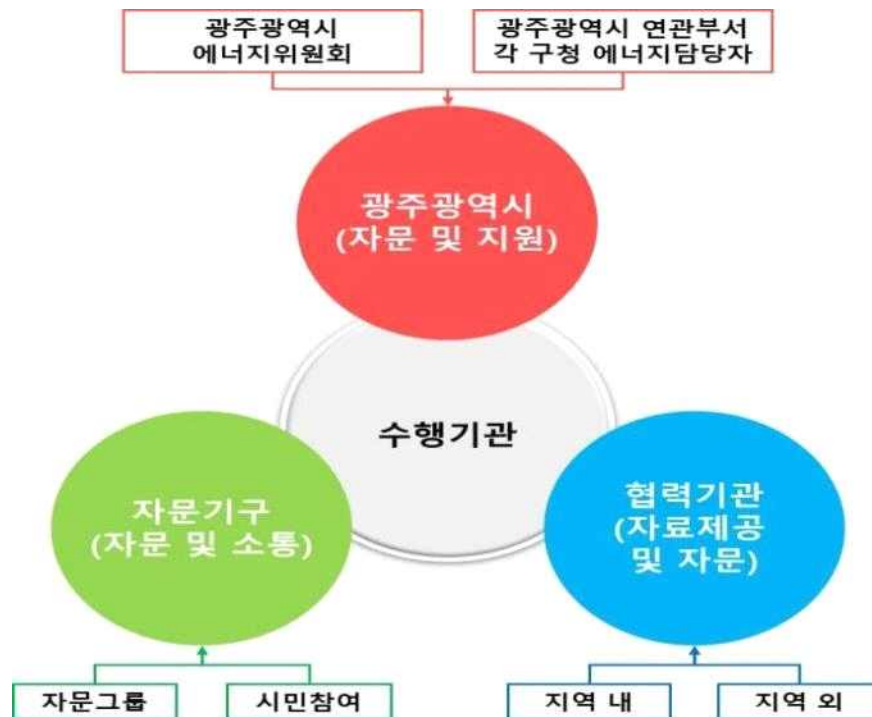 광주광역시
에너지위원회
광주광역시 연관부서
각 구청 에너지담당자
광주광역시
(자문 및 지원)
수행기관
자문기구
(자문 및 소통)
협력기관
(자료제공
및 자문)
자문그룹
시민참여
지역 내
지역 외